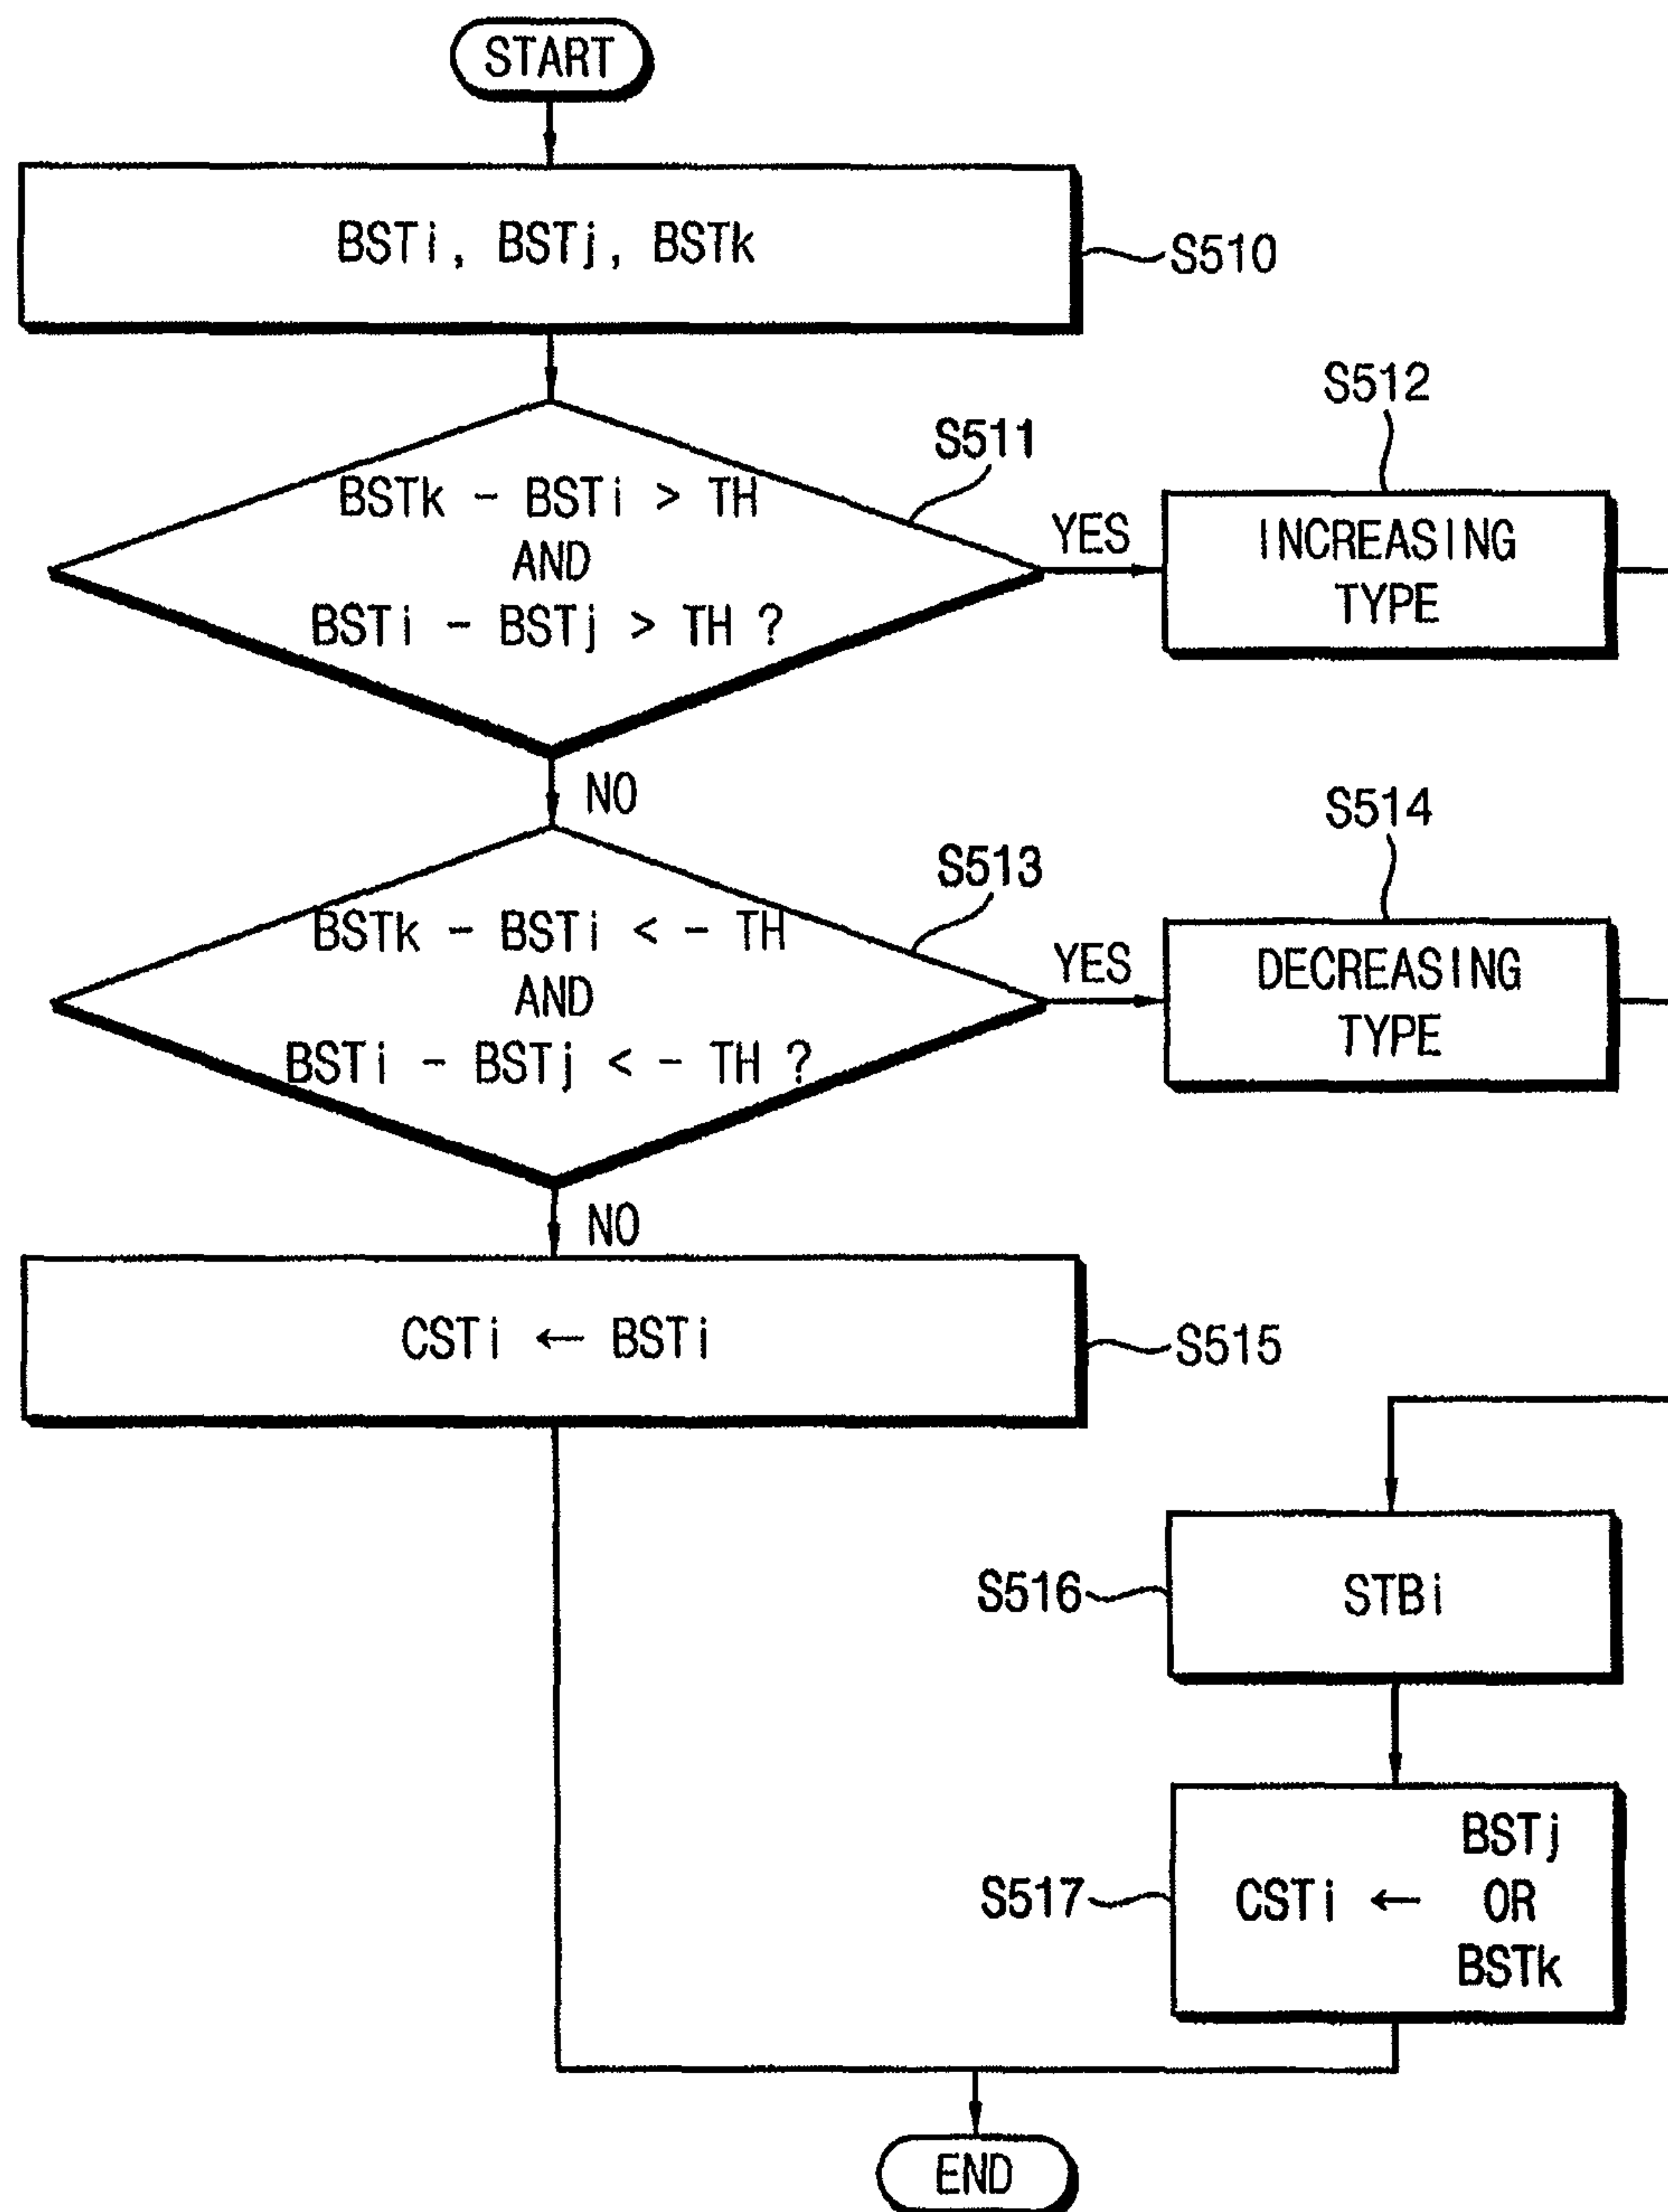 START
BSTi, BSTj, BSTk
S510
BSTk - BSTi > TH
AND
BSTi - BSTj > TH ?
S511
YES
S512
INCREASING
TYPE
NO
BSTk - BSTi < - TH
AND
BSTi - BSTj < - TH ?
S513
YES
S514
DECREASING
TYPE
NO
CSTi ← BSTi
S515
S516
STBi
S517
BSTj
CSTi ← OR
BSTk
END